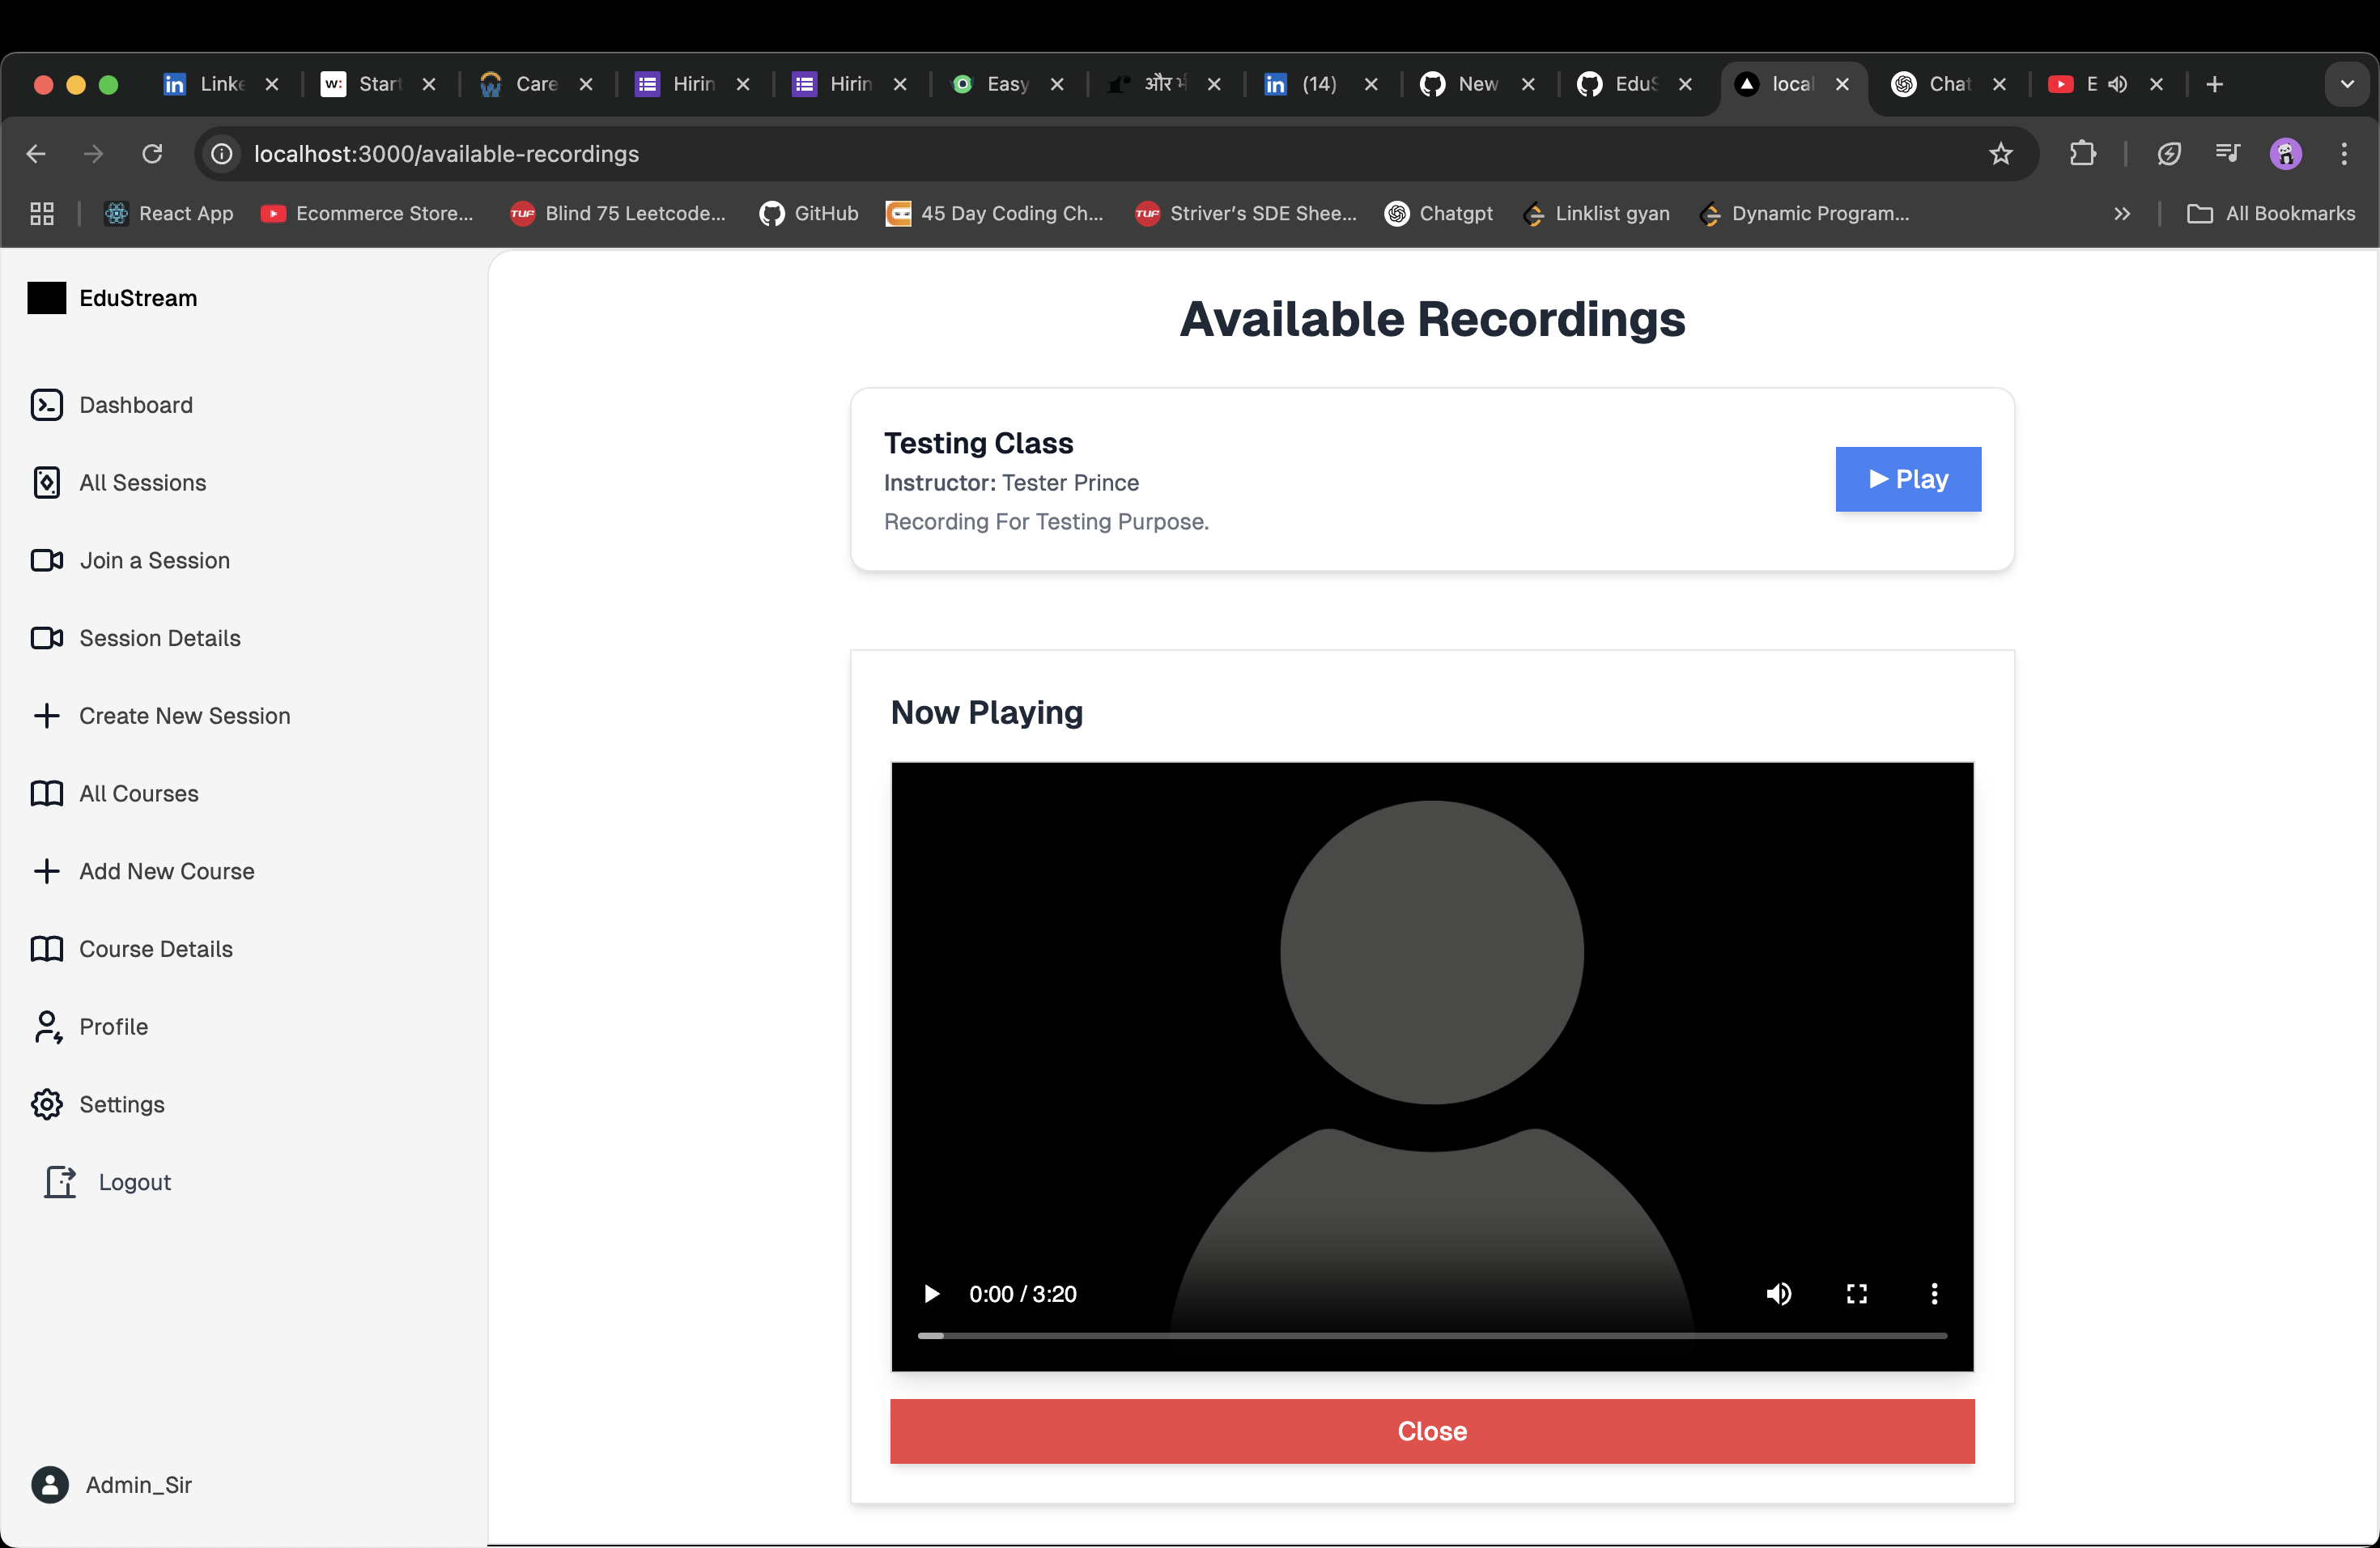 Linke
Start
Care
Hirin
Hirin
Easy
और भ
(14)
New
EduS
local
Chat
E
localhost:3000/available-recordings
React App
Ecommerce Store...
Blind 75 Leetcode...
GitHub
45 Day Coding Ch...
Striver's SDE Shee...
Chatgpt
Linklist gyan
Dynamic Program...
All Bookmarks
EduStream
Dashboard
All Sessions
Join a Session
Session Details
Create New Session
All Courses
Add New Course
Course Details
Profile
Settings
Logout
Admin_Sir
Available Recordings
Testing Class
Instructor: Tester Prince
Recording For Testing Purpose.
Play
Now Playing
0:00 / 3:20
Close